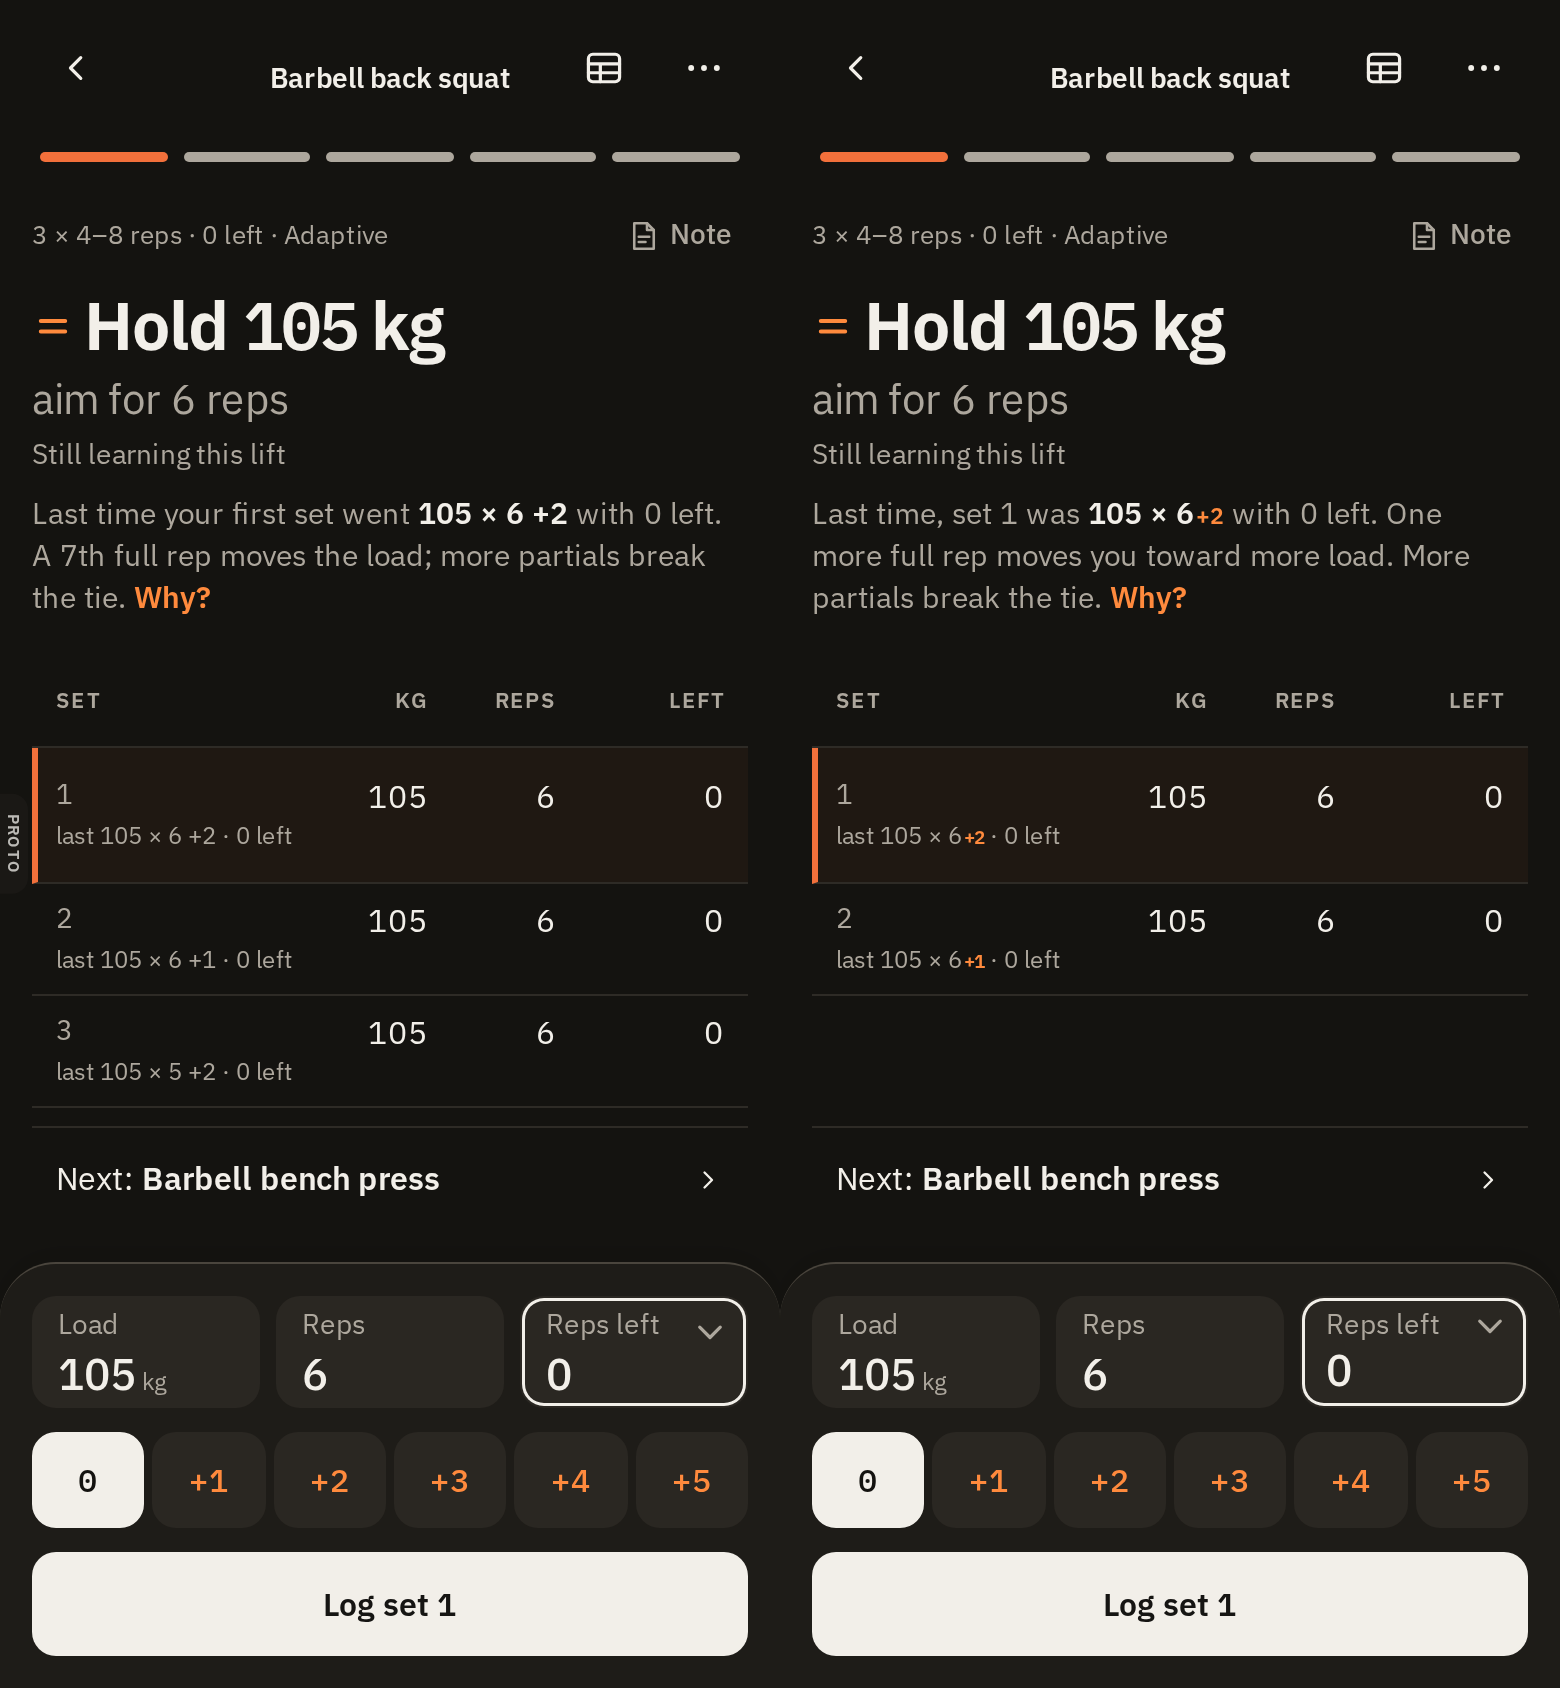 Barbell back squat
3 × 4–8 reps · 0 left · Adaptive
Note
= Hold 105 kg
aim for 6 reps
Still learning this lift
Last time your first set went 105 × 6 +2 with 0 left.
A 7th full rep moves the load; more partials break
the tie. Why?
SET KG REPS LEFT
1 105 6 0
last 105 × 6 +2 · 0 left
PROTO
2 105 6 0
last 105 × 6 +1 · 0 left
3 105 6 0
last 105 × 5 +2 · 0 left
Next: Barbell bench press
Load Reps Reps left
105 kg 6 0
0 +1 +2 +3 +4 +5
Log set 1
Barbell back squat
3 × 4–8 reps · 0 left · Adaptive
Note
= Hold 105 kg
aim for 6 reps
Still learning this lift
Last time, set 1 was 105 × 6 +2 with 0 left. One
more full rep moves you toward more load. More
partials break the tie. Why?
SET KG REPS LEFT
1 105 6 0
last 105 × 6 +2 · 0 left
2 105 6 0
last 105 × 6 +1 · 0 left
Next: Barbell bench press
Load Reps Reps left
105 kg 6 0
0 +1 +2 +3 +4 +5
Log set 1